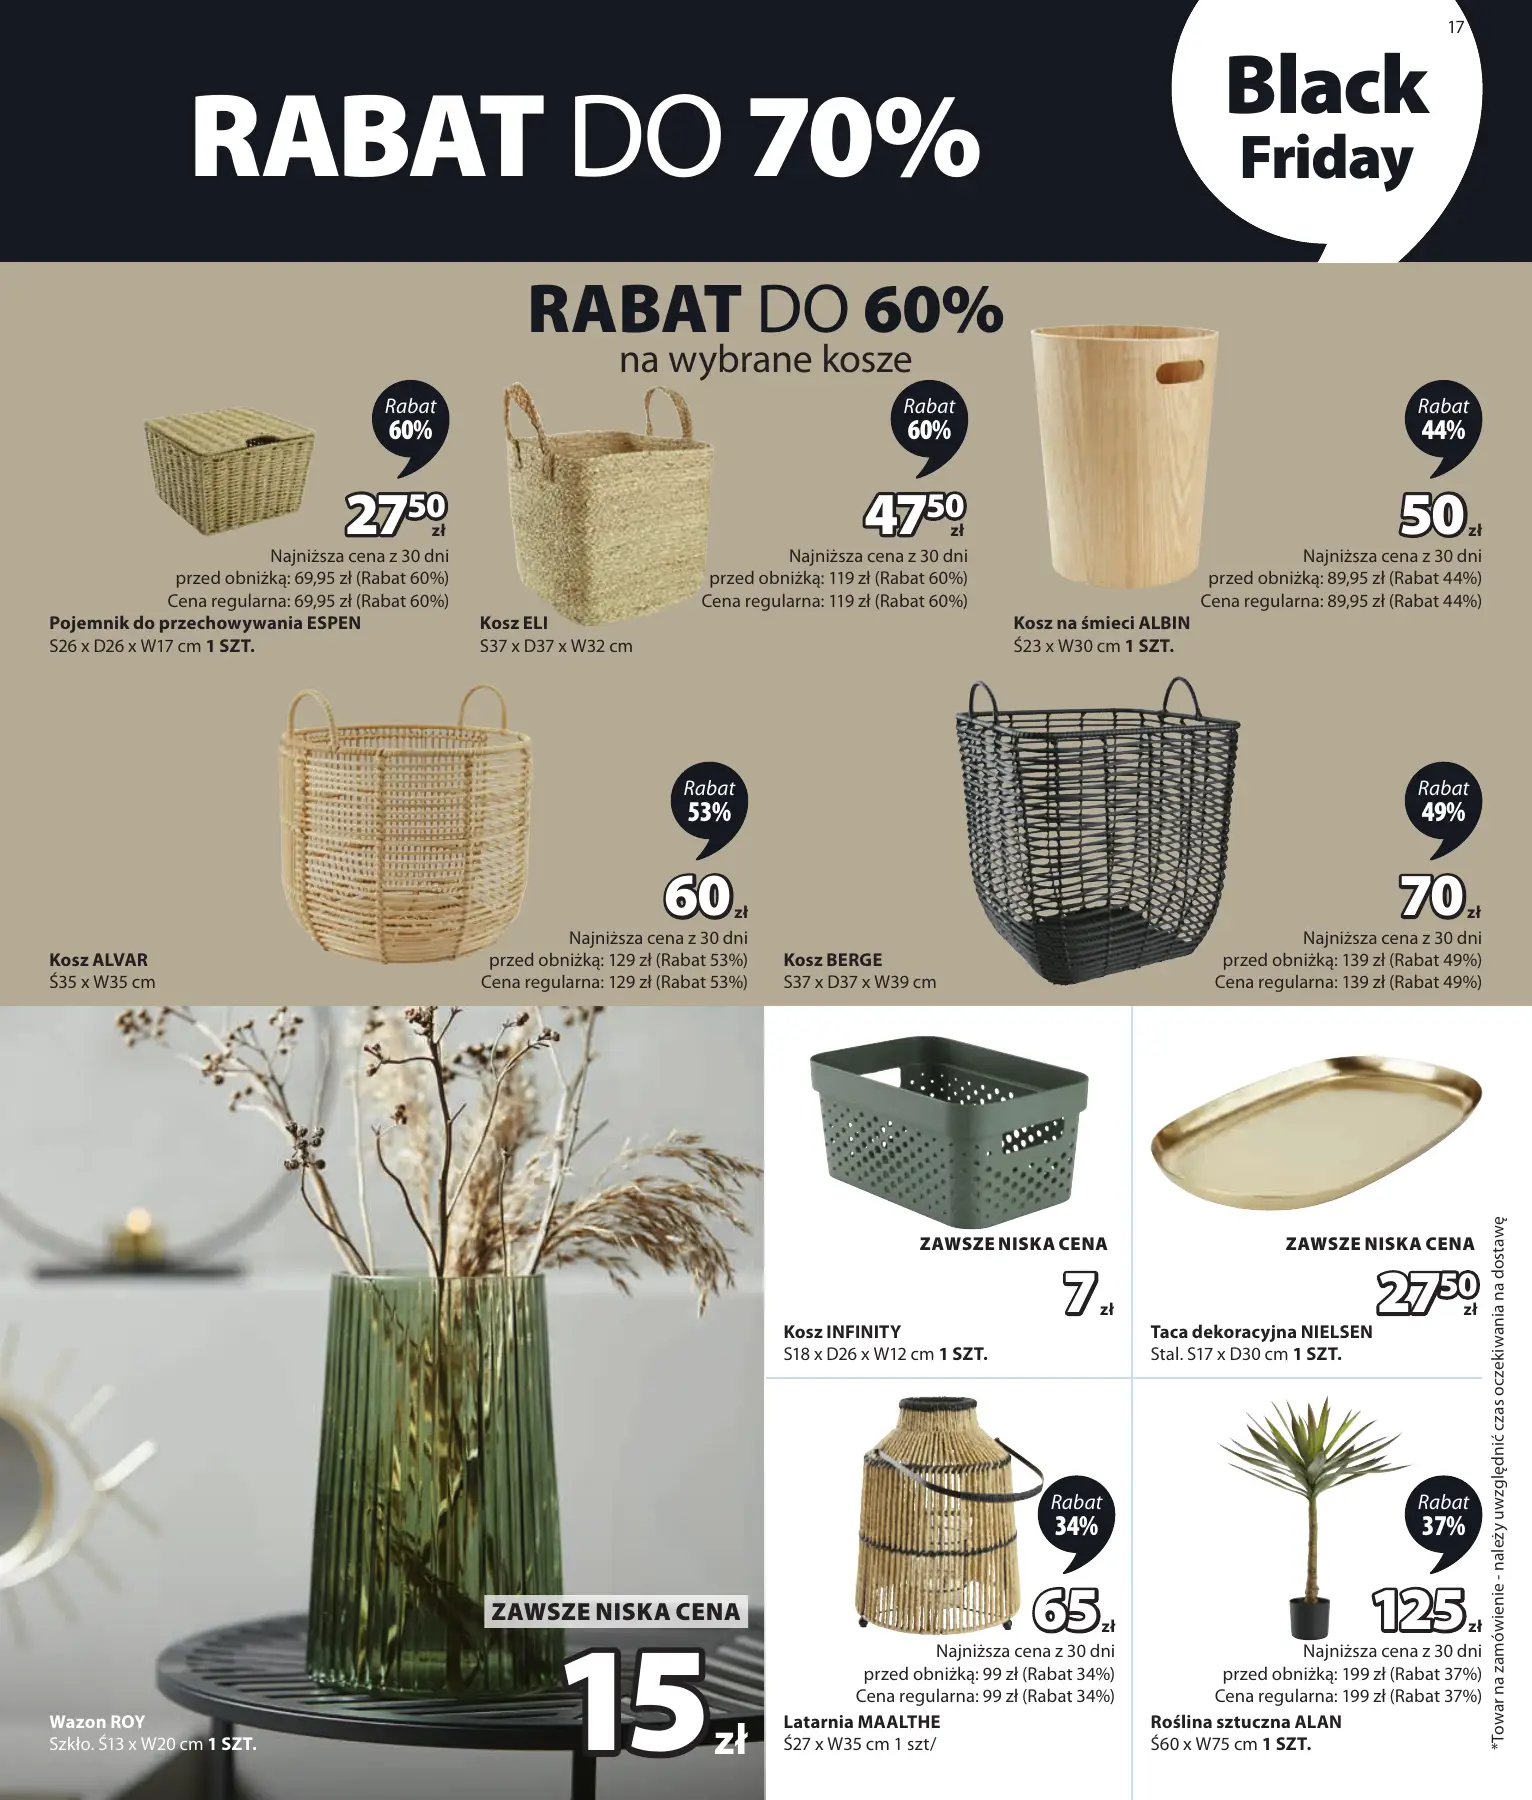 17
Black
Friday
RABAT DO 70%
RABAT DO 60%
na wybrane kosze
Rabat
60%
2750
zł
Najniższa cena z 30 dni
przed obniżką: 69,95 zł (Rabat 60%)
Cena regularna: 69,95 zł (Rabat 60%)
Pojemnik do przechowywania ESPEN
S26 x D26 x W17 cm 1 SZT.
Rabat
60%
4750
zł
Najniższa cena z 30 dni
przed obniżką: 119 zł (Rabat 60%)
Cena regularna: 119 zł (Rabat 60%)
Kosz ELI
S37 x D37 x W32 cm
Rabat
44%
50 zł
Najniższa cena z 30 dni
przed obniżką: 89,95 zł (Rabat 44%)
Cena regularna: 89,95 zł (Rabat 44%)
Kosz na śmieci ALBIN
Ś23 x W30 cm 1 SZT.
Rabat
53%
60 zł
Najniższa cena z 30 dni
przed obniżką: 129 zł (Rabat 53%)
Cena regularna: 129 zł (Rabat 53%)
Kosz ALVAR
Ś35 x W35 cm
Rabat
49%
70 zł
Najniższa cena z 30 dni
przed obniżką: 139 zł (Rabat 49%)
Cena regularna: 139 zł (Rabat 49%)
Kosz BERGE
S37 x D37 x W39 cm
ZAWSZE NISKA CENA
15 zł
Wazon ROY
Szkło. Ś13 x W20 cm 1 SZT.
ZAWSZE NISKA CENA
7 zł
Kosz INFINITY
S18 x D26 x W12 cm 1 SZT.
ZAWSZE NISKA CENA
2750
zł
Taca dekoracyjna NIELSEN
Stal. S17 x D30 cm 1 SZT.
Rabat
34%
65 zł
Najniższa cena z 30 dni
przed obniżką: 99 zł (Rabat 34%)
Cena regularna: 99 zł (Rabat 34%)
Latarnia MAALTHE
Ś27 x W35 cm 1 szt/
Rabat
37%
125 zł
Najniższa cena z 30 dni
przed obniżką: 199 zł (Rabat 37%)
Cena regularna: 199 zł (Rabat 37%)
Roślina sztuczna ALAN
Ś60 x W75 cm 1 SZT.
*Towar na zamówienie - należy uwzględnić czas oczekiwania na dostawę